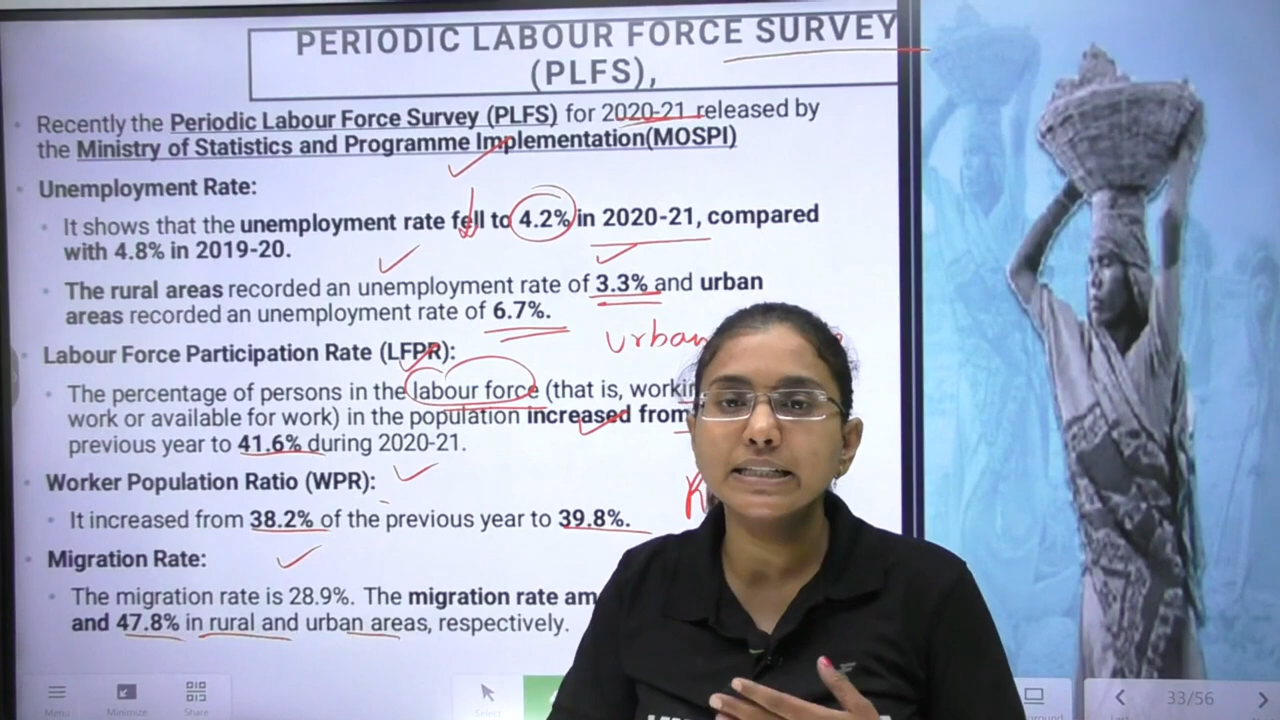 PERIODIC LABOUR FORCE SURVEY
(PLFS),
Recently the Periodic Labour Force Survey (PLFS) for 2020-21 released by
the Ministry of Statistics and Programme Implementation(MOSPI)
Unemployment Rate:
It shows that the unemployment rate fell to 4.2% in 2020-21, compared
with 4.8% in 2019-20.
The rural areas recorded an unemployment rate of 3.3% and urban
areas recorded an unemployment rate of 6.7%.
urban
Labour Force Participation Rate (LFPR):
The percentage of persons in the labour force (that is,
work or available for work) in the population increased from
previous year to 41.6% during 2020-21.
Worker Population Ratio (WPR):
It increased from 38.2% of the previous year to 39.8%.
Migration Rate:
The migration rate is 28.9%. The migration rate
and 47.8% in rural and urban areas, respectively.
Menu
Minimize
Share
Select
33/56